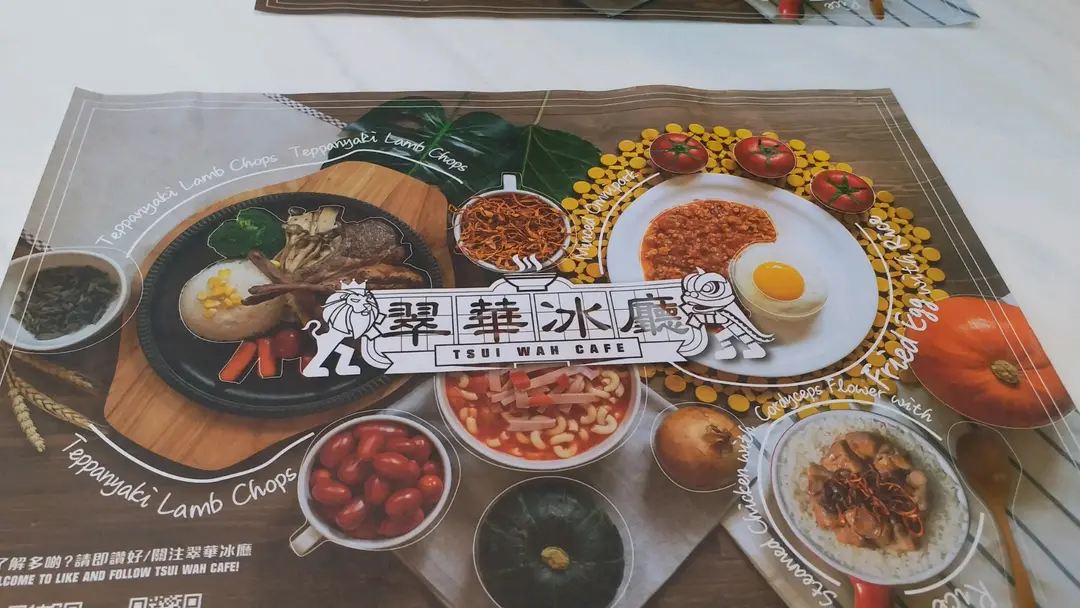 Teppanyaki Lamb Chops Teppanyaki Lamb Chops
Minced Omnipork
Fried Egg with Rice
翠華冰廳
TSUI WAH CAFE
Teppanyaki Lamb Chops
Steamed Chicken with Cordyceps Flower with
Rice
了解多啲?請即讚好/關注翠華冰廳
LCOME TO LIKE AND FOLLOW TSUI WAH CAFE!